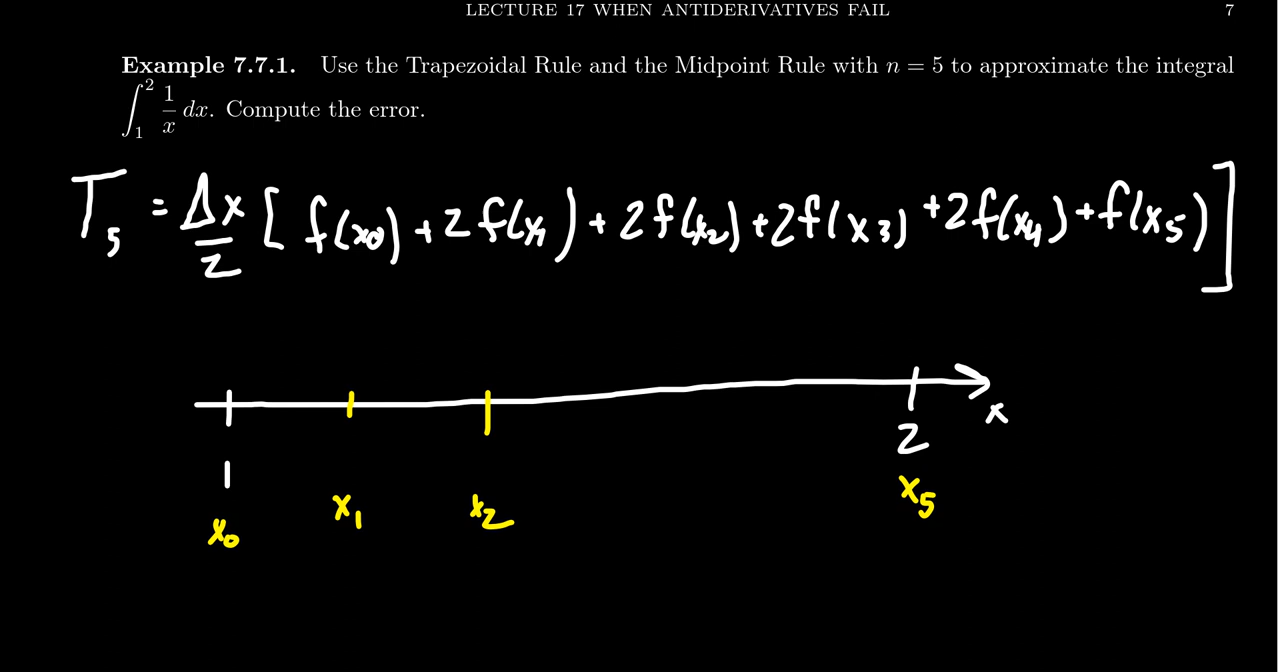 LECTURE 17 WHEN ANTIDERIVATIVES FAIL 7
Example 7.7.1. Use the Trapezoidal Rule and the Midpoint Rule with n = 5 to approximate the integral
∫₁² 1/x dx. Compute the error.
T₅ = Δx/2 [ f(x₀) + 2f(x₁) + 2f(x₂) + 2f(x₃) + 2f(x₄) + f(x₅) ]
x
1 2
x₀ x₁ x₂ x₅